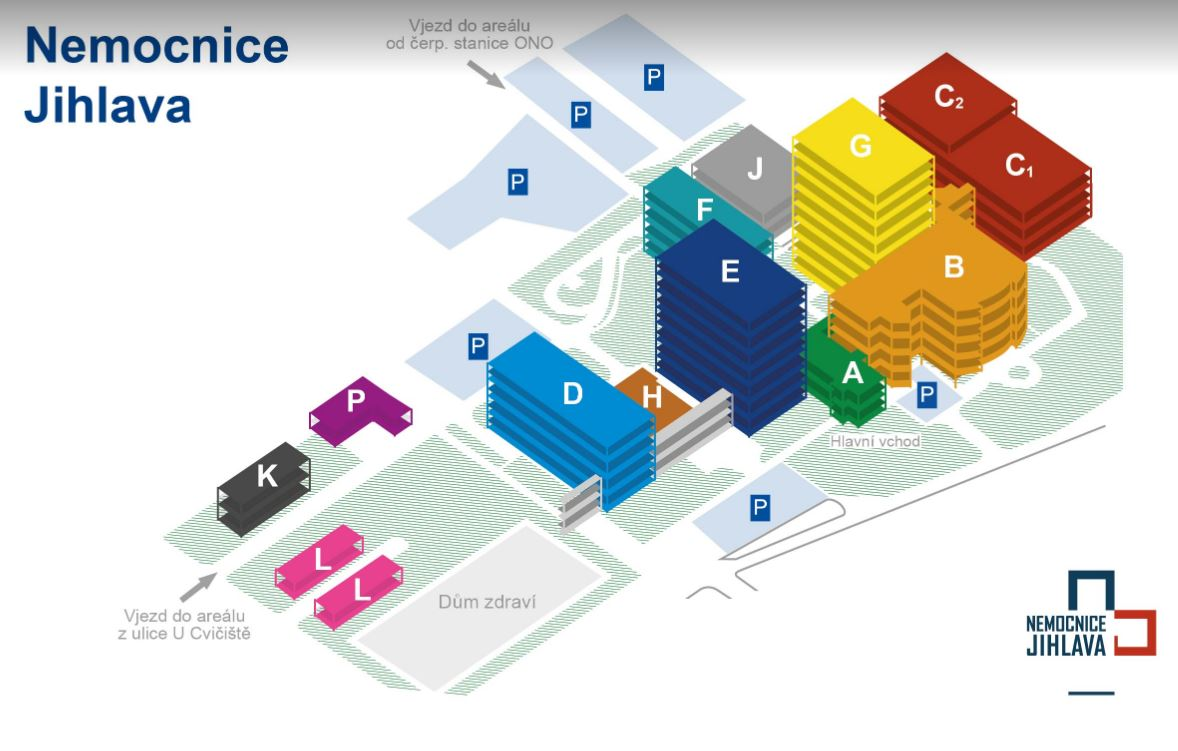 Nemocnice
Jihlava
Vjezd do areálu
od čerp. stanice ONO
P
P
P
C₂
G
C₁
J
F
B
E
P
A
P
D
H
Hlavní vchod
P
K
P
L
L
Dům zdraví
Vjezd do areálu
z ulice U Cvičiště
NEMOCNICE
JIHLAVA